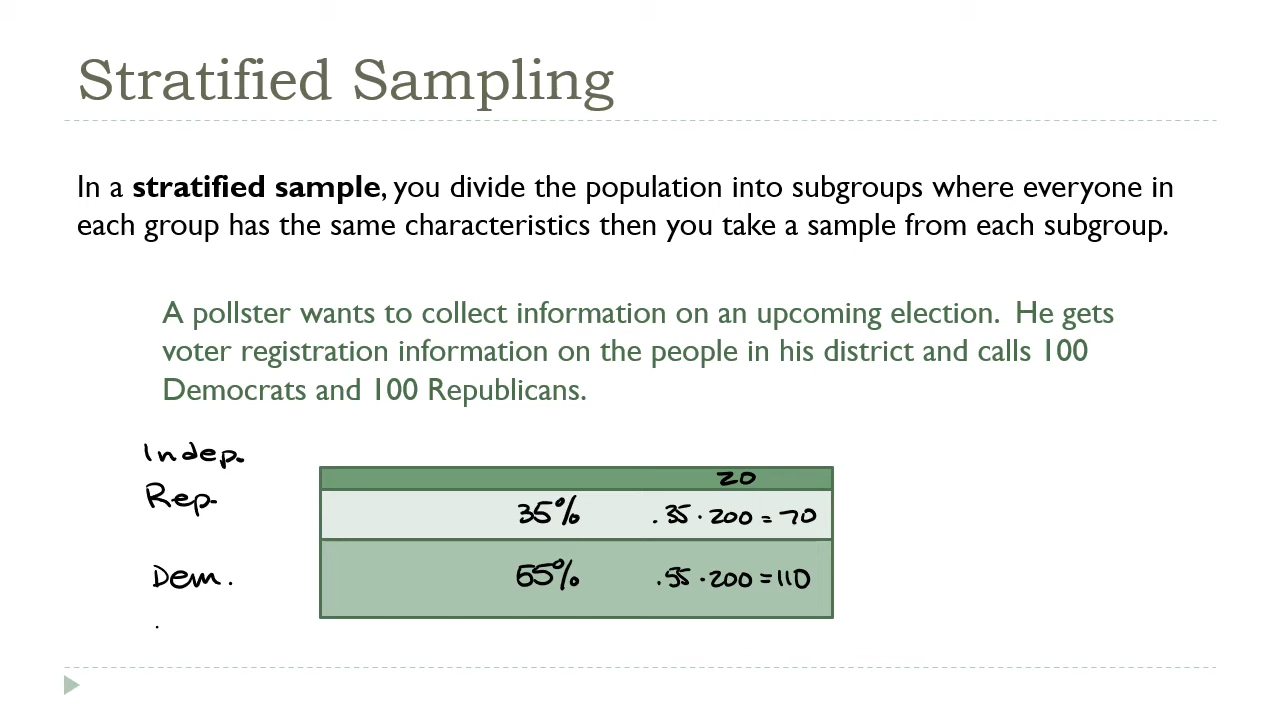 Stratified Sampling
In a stratified sample, you divide the population into subgroups where everyone in
each group has the same characteristics then you take a sample from each subgroup.
A pollster wants to collect information on an upcoming election. He gets
voter registration information on the people in his district and calls 100
Democrats and 100 Republicans.
Indep. 20
Rep. 35% .35 · 200 = 70
Dem. 55% .55 · 200 = 110